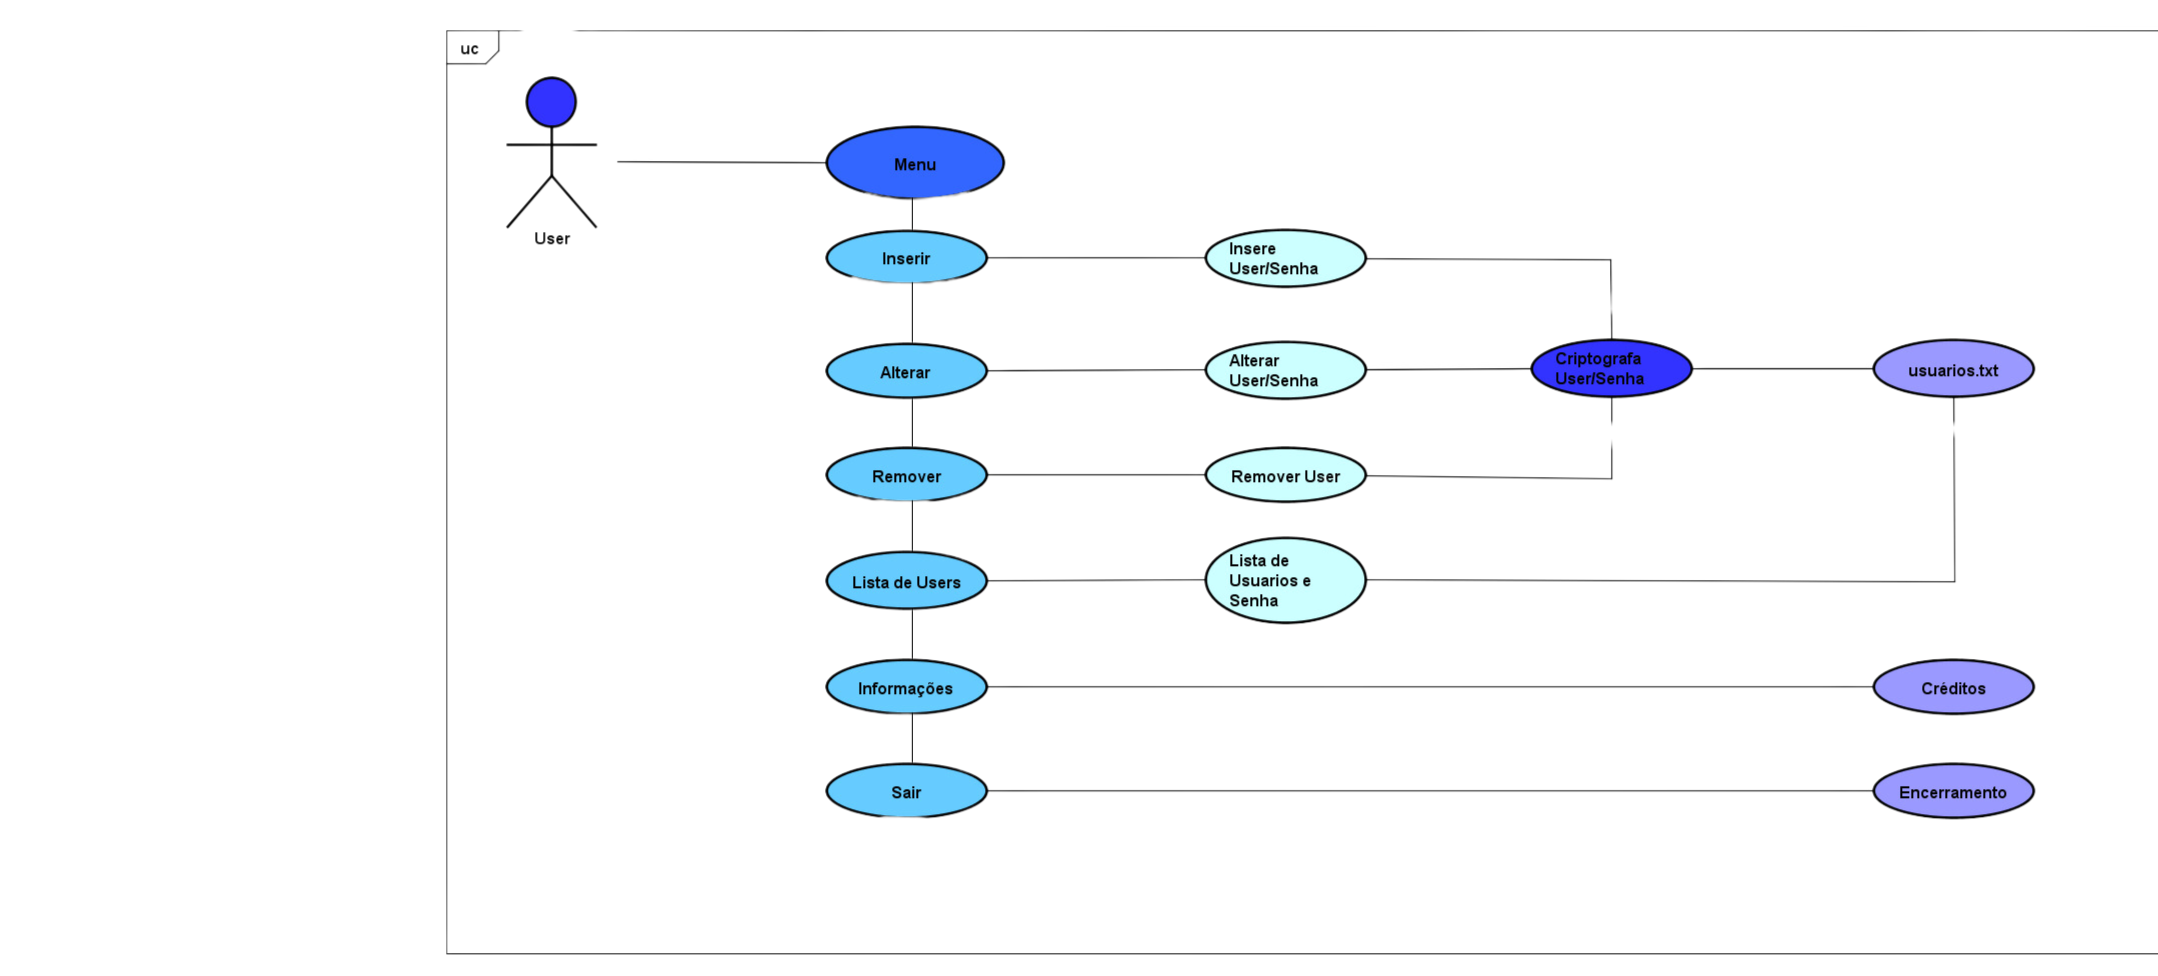 uc
User
Menu
Inserir
Insere
User/Senha
Alterar
Alterar
User/Senha
Criptografa
User/Senha
usuarios.txt
Remover
Remover User
Lista de Users
Lista de
Usuarios e
Senha
Informações
Créditos
Sair
Encerramento